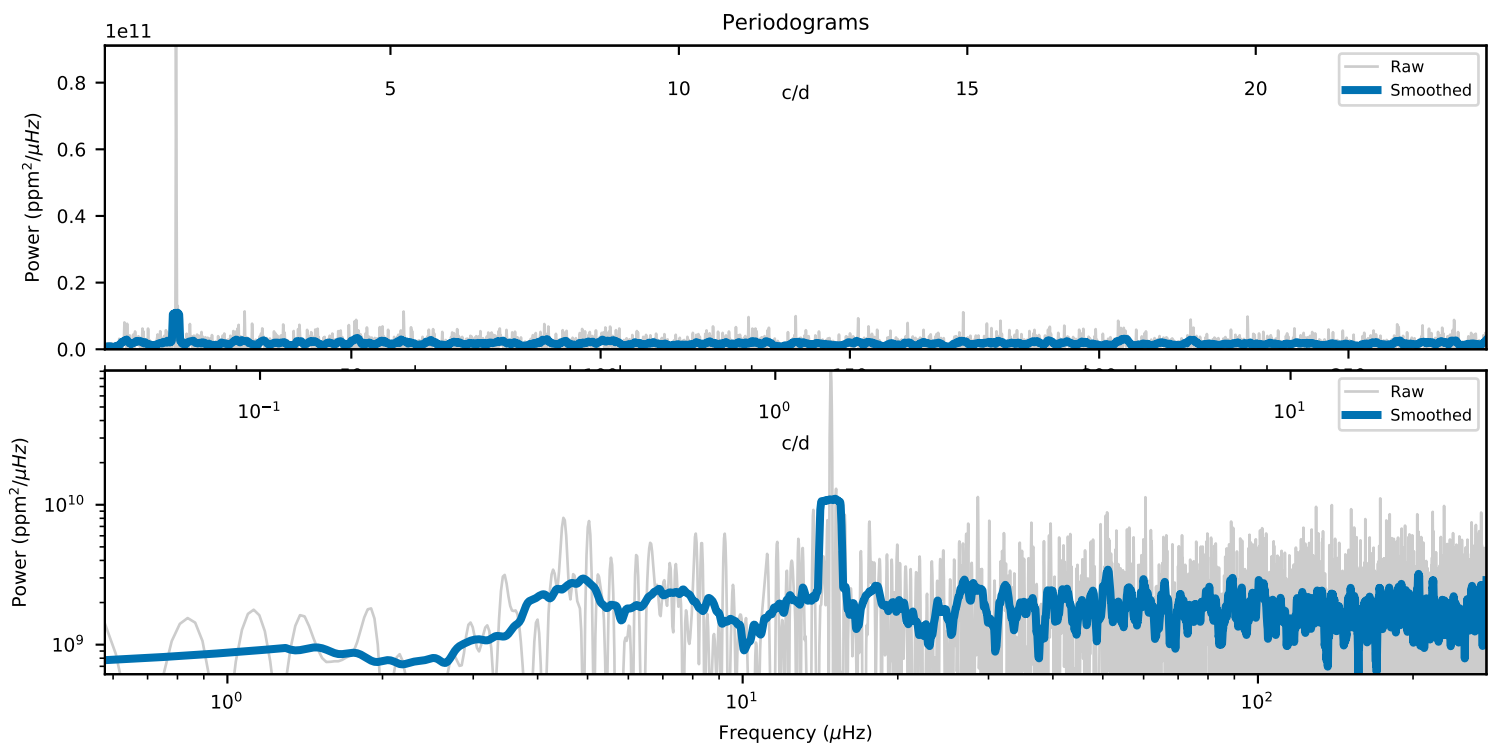 Periodograms
1e11
0.8
0.6
0.4
0.2
0.0
Power (ppm²/μHz)
5
10
15
20
c/d
Raw
Smoothed
10⁻¹
10⁰
10¹
c/d
Raw
Smoothed
10¹⁰
10⁹
Power (ppm²/μHz)
10⁰
10¹
10²
Frequency (μHz)